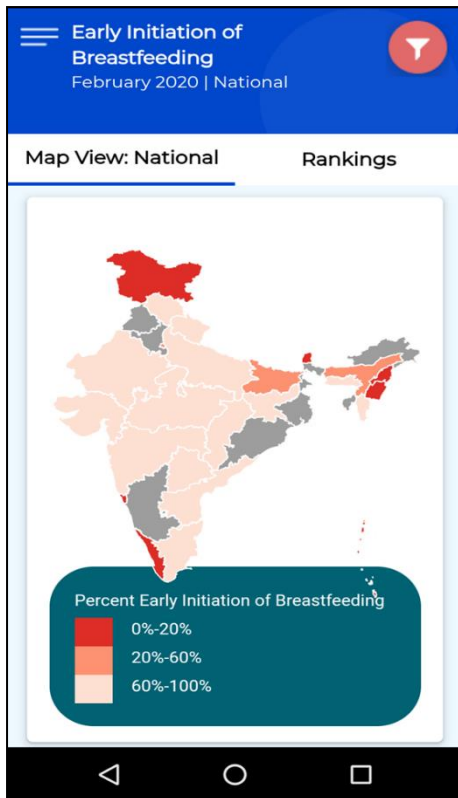 Early Initiation of
Breastfeeding
February 2020 | National
Map View: National
Rankings
Percent Early Initiation of Breastfeeding
0%-20%
20%-60%
60%-100%